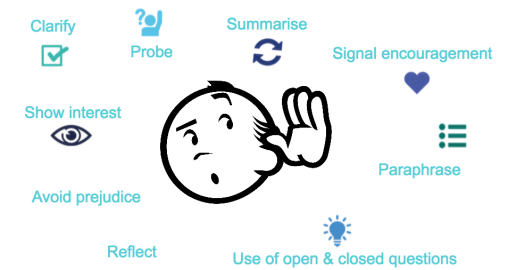 Clarify
Probe
Summarise
Signal encouragement
Show interest
Paraphrase
Avoid prejudice
Reflect
Use of open & closed questions